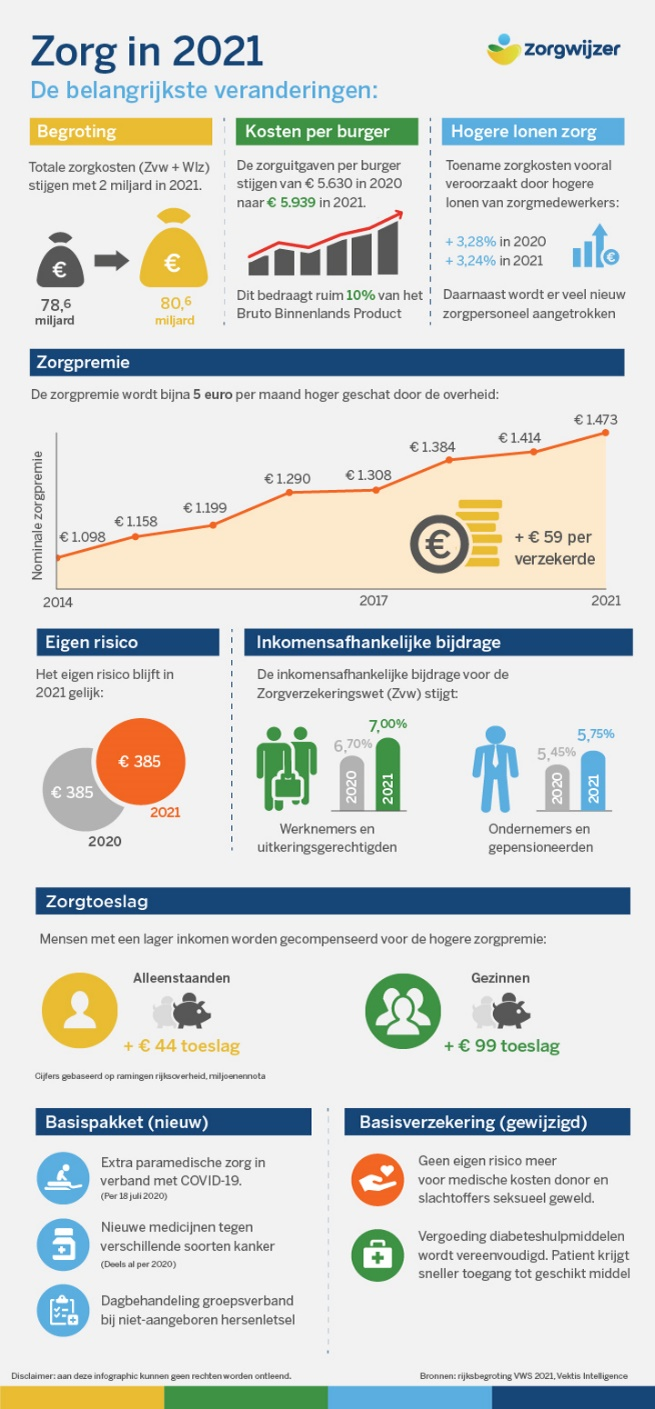 Zorg in 2021
zorgwijzer
De belangrijkste veranderingen:
Begroting
Totale zorgkosten (Zvw + Wlz)
stijgen met 2 miljard in 2021.
€
€
78,6
miljard
80,6
miljard
Kosten per burger
De zorguitgaven per burger
stijgen van € 5.630 in 2020
naar € 5.939 in 2021.
Dit bedraagt ruim 10% van het
Bruto Binnenlands Product
Hogere lonen zorg
Toename zorgkosten vooral
veroorzaakt door hogere
lonen van zorgmedewerkers:
+ 3,28% in 2020
+ 3,24% in 2021
€
Daarnaast wordt er veel nieuw
zorgpersoneel aangetrokken
Zorgpremie
De zorgpremie wordt bijna 5 euro per maand hoger geschat door de overheid:
Nominale zorgpremie
€ 1.098
€ 1.158
€ 1.199
€ 1.290
€ 1.308
€ 1.384
€ 1.414
€ 1.473
€
+ € 59 per
verzekerde
2014
2017
2021
Eigen risico
Het eigen risico blijft in
2021 gelijk:
€ 385
€ 385
2021
2020
Inkomensafhankelijke bijdrage
De inkomensafhankelijke bijdrage voor de
Zorgverzekeringswet (Zvw) stijgt:
6,70%
7,00%
2020
2021
Werknemers en
uitkeringsgerechtigden
5,45%
5,75%
2020
2021
Ondernemers en
gepensioneerden
Zorgtoeslag
Mensen met een lager inkomen worden gecompenseerd voor de hogere zorgpremie:
Alleenstaanden
+ € 44 toeslag
Gezinnen
+ € 99 toeslag
Cijfers gebaseerd op ramingen rijksoverheid, miljoenennota
Basispakket (nieuw)
Extra paramedische zorg in
verband met COVID-19.
(Per 18 juli 2020)
Nieuwe medicijnen tegen
verschillende soorten kanker
(Deels al per 2020)
Dagbehandeling groepsverband
bij niet-aangeboren hersenletsel
Basisverzekering (gewijzigd)
Geen eigen risico meer
voor medische kosten donor en
slachtoffers seksueel geweld.
Vergoeding diabeteshulpmiddelen
wordt vereenvoudigd. Patient krijgt
sneller toegang tot geschikt middel
Disclaimer: aan deze infographic kunnen geen rechten worden ontleend.
Bronnen: rijksbegroting VWS 2021, Vektis Intelligence